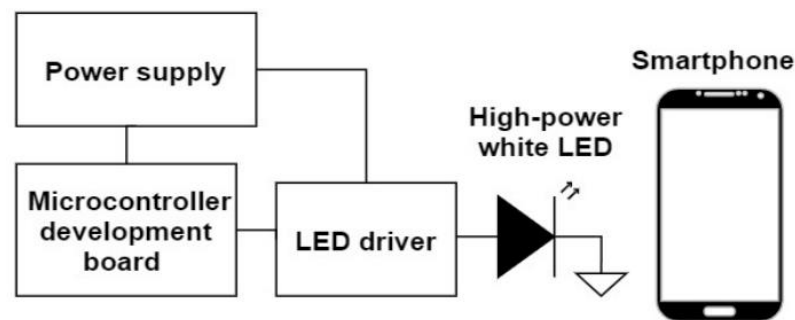 Power supply
Smartphone
High-power
white LED
Microcontroller
development
board
LED driver